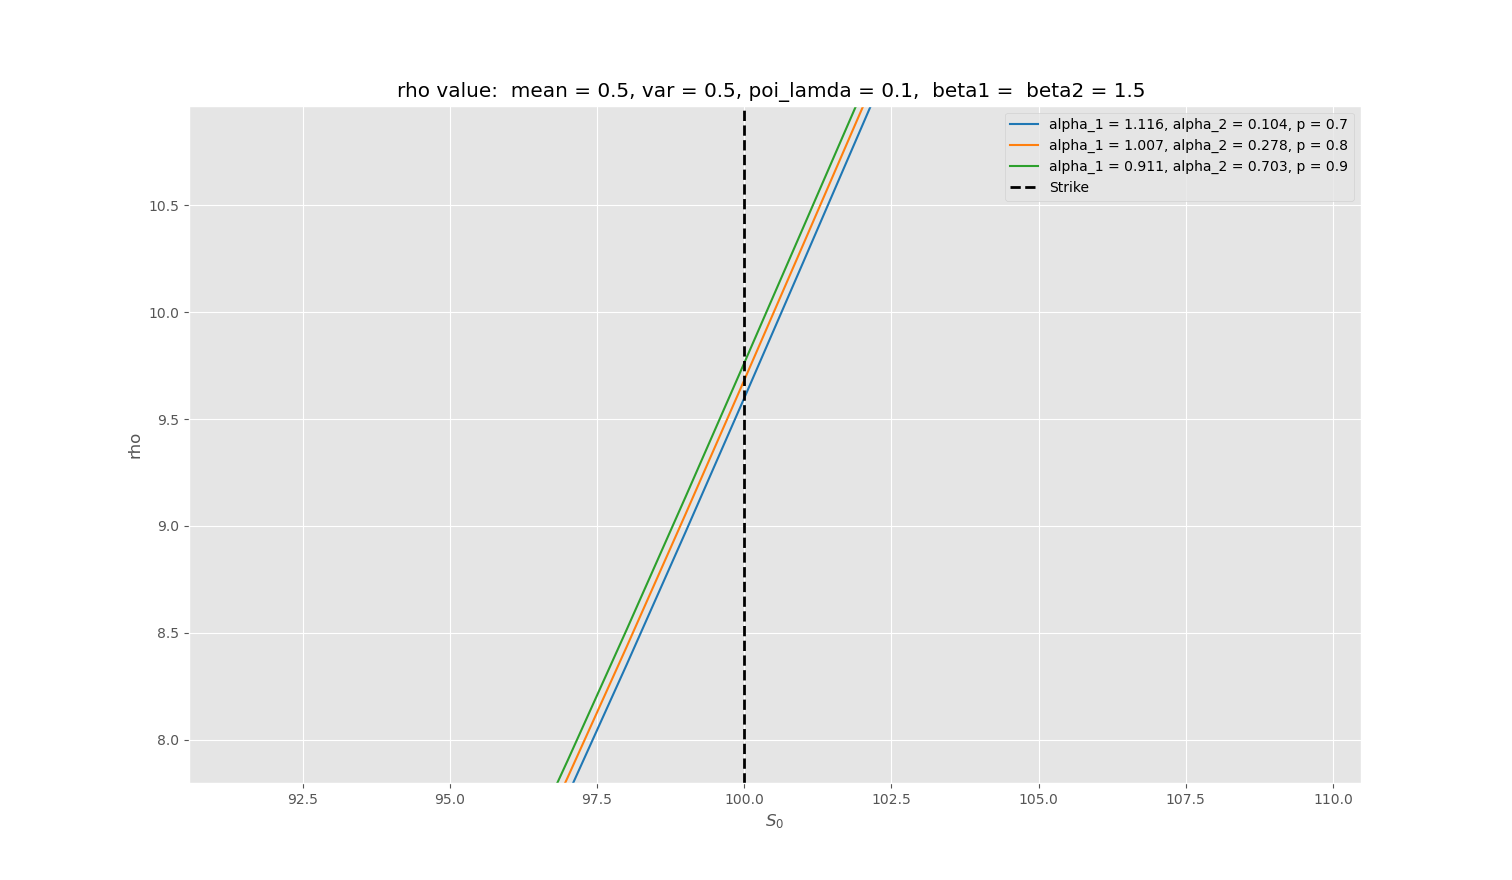 rho value:  mean = 0.5, var = 0.5, poi_lamda = 0.1,  beta1 =  beta2 = 1.5
alpha_1 = 1.116, alpha_2 = 0.104, p = 0.7
alpha_1 = 1.007, alpha_2 = 0.278, p = 0.8
alpha_1 = 0.911, alpha_2 = 0.703, p = 0.9
Strike
10.5
10.0
9.5
9.0
8.5
8.0
rho
92.5 95.0 97.5 100.0 102.5 105.0 107.5 110.0
S₀